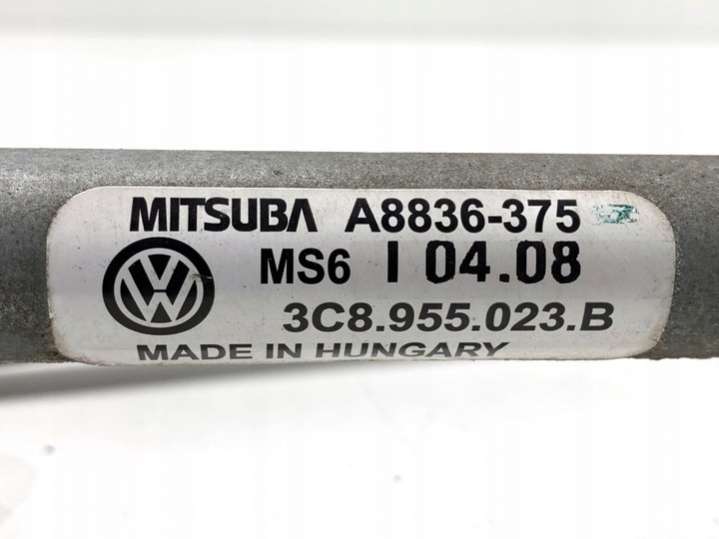 MITSUBA A8836-375
MS6 I 04.08
3C8.955.023.B
MADE IN HUNGARY